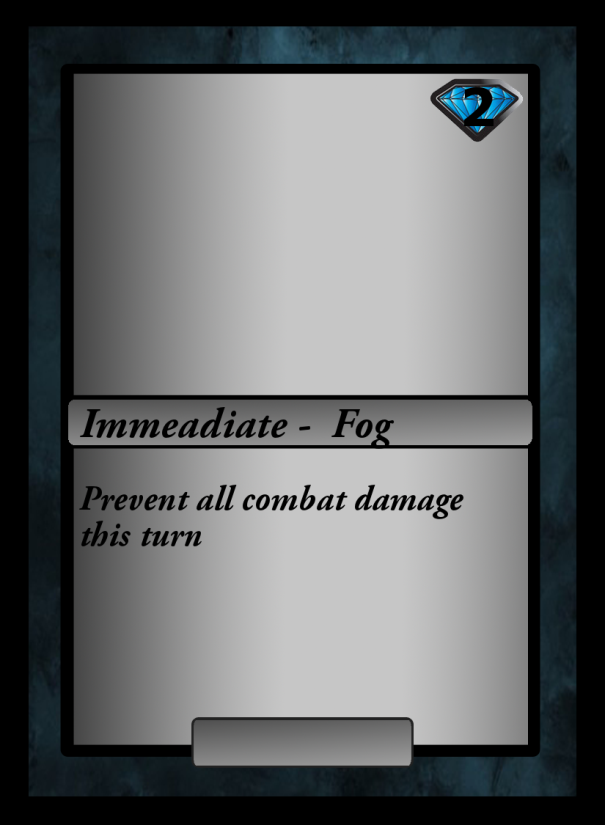 2
Immeadiate - Fog
Prevent all combat damage
this turn